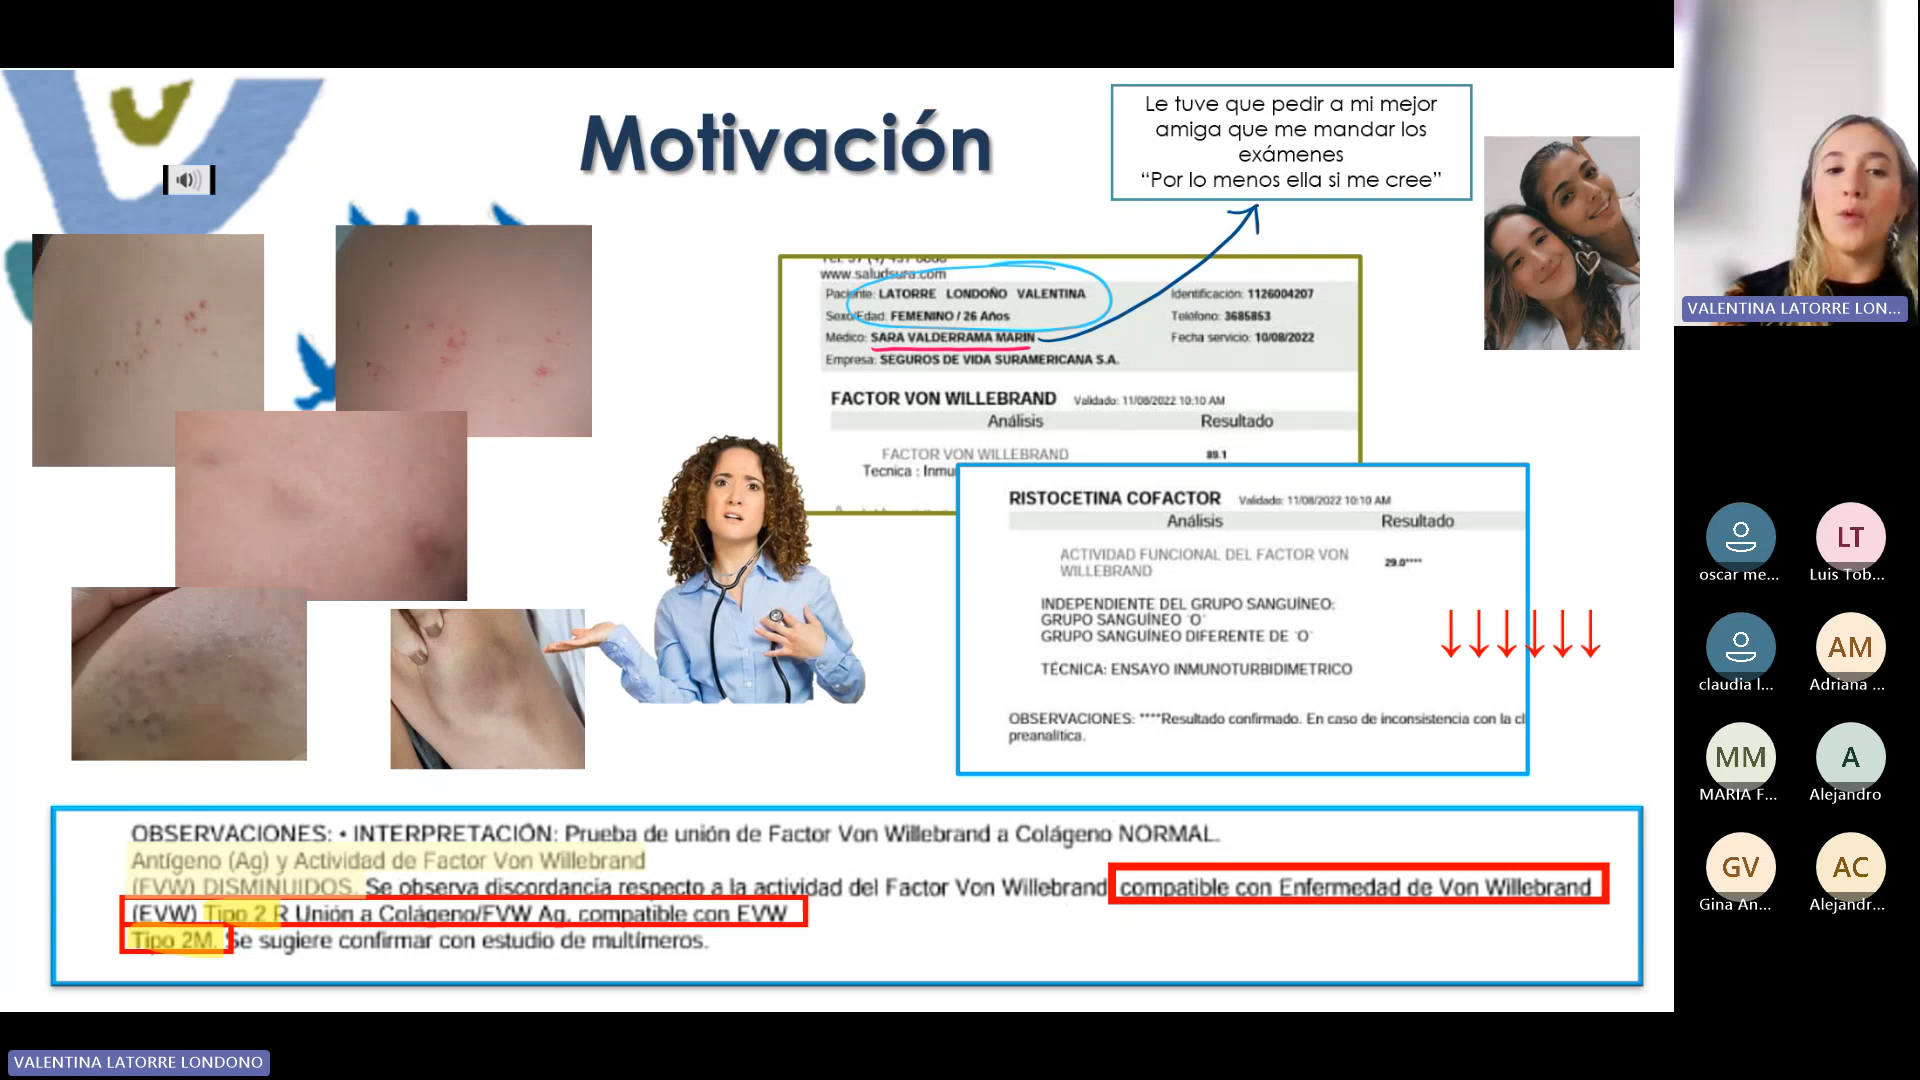 Motivación
Le tuve que pedir a mi mejor
amiga que me mandar los
exámenes
“Por lo menos ella si me cree”
www.saludsura.com
Paciente: LATORRE LONDOÑO VALENTINA
Identificación: 1126004207
Sexo/Edad: FEMENINO / 26 Años
Teléfono: 3685853
Médico: SARA VALDERRAMA MARIN
Fecha servicio: 10/08/2022
Empresa: SEGUROS DE VIDA SURAMERICANA S.A.
FACTOR VON WILLEBRAND Validado: 11/08/2022 10:10 AM
Análisis Resultado
FACTOR VON WILLEBRAND 89.1
Tecnica : Inmu
RISTOCETINA COFACTOR Validado: 11/08/2022 10:10 AM
Análisis Resultado
ACTIVIDAD FUNCIONAL DEL FACTOR VON
WILLEBRAND
29.0****
INDEPENDIENTE DEL GRUPO SANGUÍNEO:
GRUPO SANGUÍNEO ¨O¨
GRUPO SANGUÍNEO DIFERENTE DE ¨O¨
TÉCNICA: ENSAYO INMUNOTURBIDIMETRICO
OBSERVACIONES: ****Resultado confirmado. En caso de inconsistencia con la cl
preanalítica.
OBSERVACIONES: • INTERPRETACIÓN: Prueba de unión de Factor Von Willebrand a Colágeno NORMAL.
Antígeno (Ag) y Actividad de Factor Von Willebrand
(FVW) DISMINUIDOS. Se observa discordancia respecto a la actividad del Factor Von Willebrand compatible con Enfermedad de Von Willebrand
(EVW) Tipo 2 R Unión a Colágeno/FVW Ag, compatible con EVW
Tipo 2M. Se sugiere confirmar con estudio de multímeros.
VALENTINA LATORRE LON...
oscar me...
LT
Luis Tob...
claudia l...
AM
Adriana ...
MM
MARIA F...
A
Alejandro
GV
Gina An...
AC
Alejandr...
VALENTINA LATORRE LONDONO